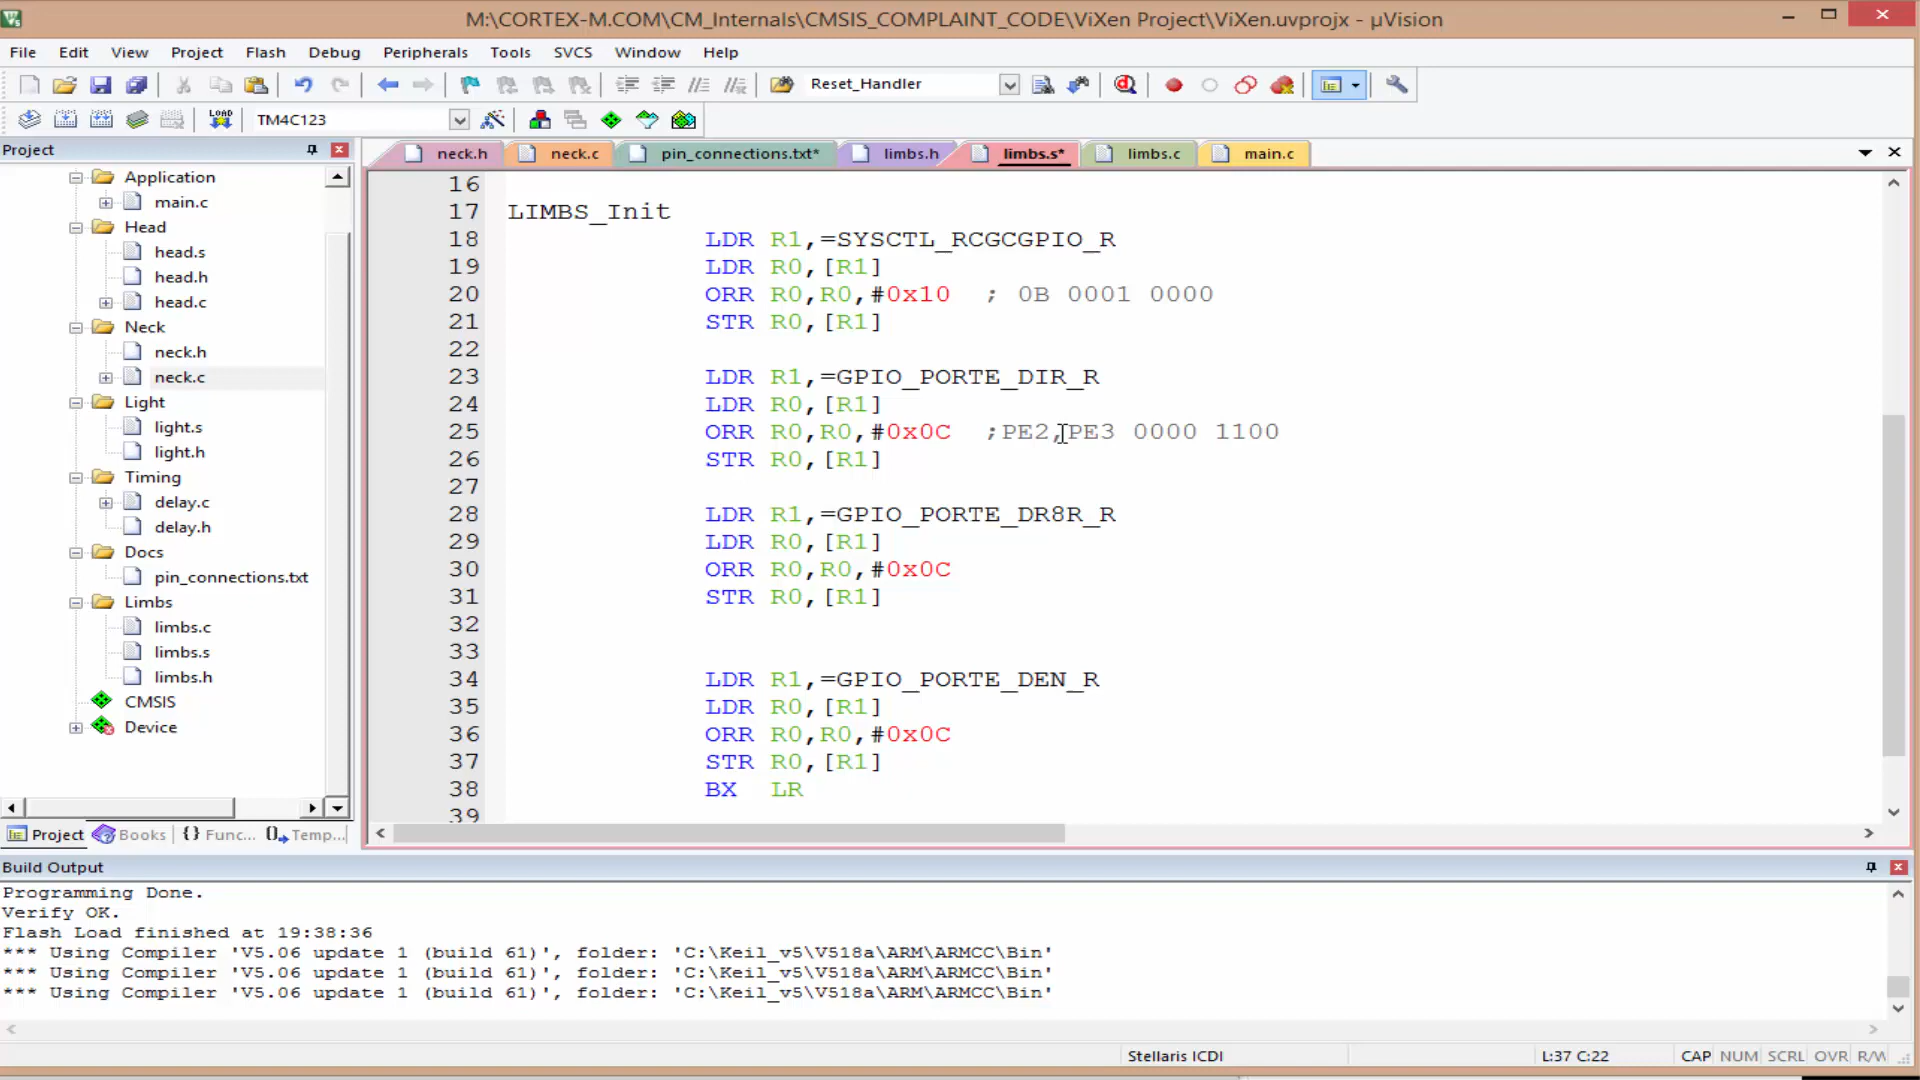 M:\CORTEX-M.COM\CM_Internals\CMSIS_COMPLAINT_CODE\ViXen Project\ViXen.uvprojx - µVision
File Edit View Project Flash Debug Peripherals Tools SVCS Window Help
Reset_Handler
LOAD TM4C123
Project
neck.h neck.c pin_connections.txt* limbs.h limbs.s* limbs.c main.c
Application
main.c
Head
head.s
head.h
head.c
Neck
neck.h
neck.c
Light
light.s
light.h
Timing
delay.c
delay.h
Docs
pin_connections.txt
Limbs
limbs.c
limbs.s
limbs.h
CMSIS
Device
Project Books {} Func... Temp...
16
17 LIMBS_Init
18 LDR R1,=SYSCTL_RCGCGPIO_R
19 LDR R0,[R1]
20 ORR R0,R0,#0x10 ; 0B 0001 0000
21 STR R0,[R1]
22
23 LDR R1,=GPIO_PORTE_DIR_R
24 LDR R0,[R1]
25 ORR R0,R0,#0x0C ;PE2,PE3 0000 1100
26 STR R0,[R1]
27
28 LDR R1,=GPIO_PORTE_DR8R_R
29 LDR R0,[R1]
30 ORR R0,R0,#0x0C
31 STR R0,[R1]
32
33
34 LDR R1,=GPIO_PORTE_DEN_R
35 LDR R0,[R1]
36 ORR R0,R0,#0x0C
37 STR R0,[R1]
38 BX LR
39
Build Output
Programming Done.
Verify OK.
Flash Load finished at 19:38:36
*** Using Compiler 'V5.06 update 1 (build 61)', folder: 'C:\Keil_v5\V518a\ARM\ARMCC\Bin'
*** Using Compiler 'V5.06 update 1 (build 61)', folder: 'C:\Keil_v5\V518a\ARM\ARMCC\Bin'
*** Using Compiler 'V5.06 update 1 (build 61)', folder: 'C:\Keil_v5\V518a\ARM\ARMCC\Bin'
Stellaris ICDI L:37 C:22 CAP NUM SCRL OVR R/W